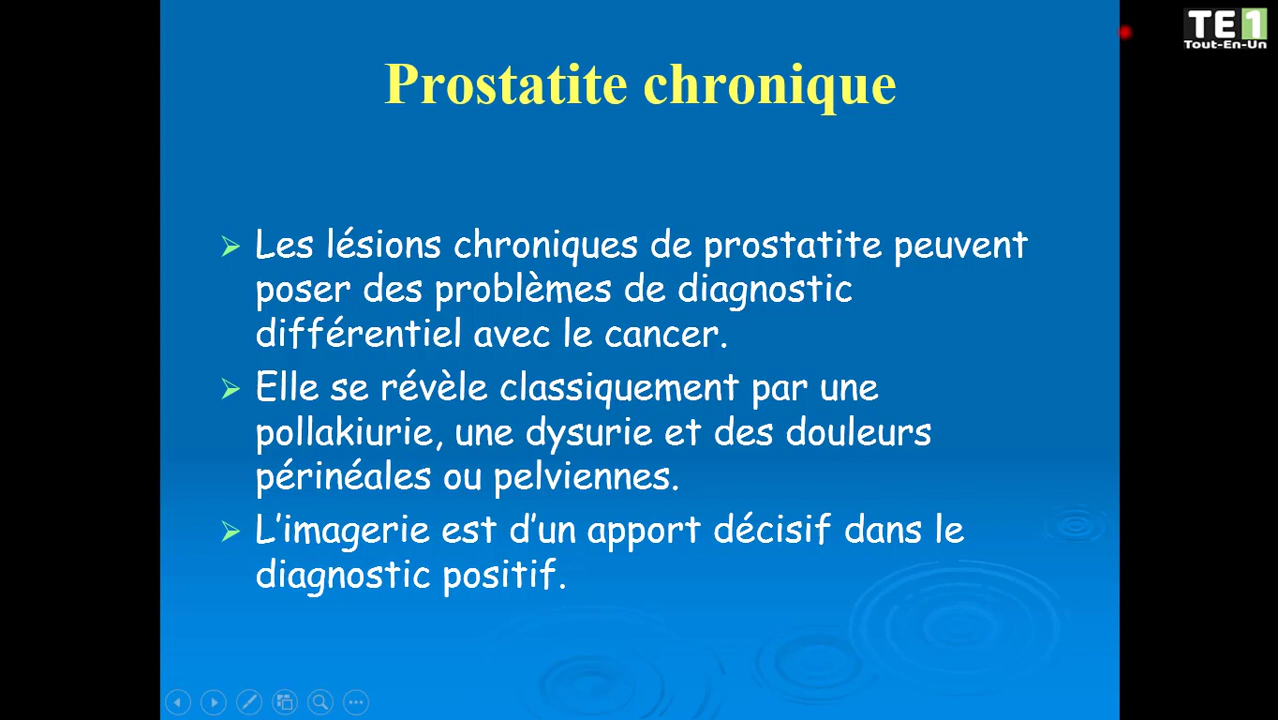 TE1
Tout-En-Un
Prostatite chronique
Les lésions chroniques de prostatite peuvent
poser des problèmes de diagnostic
différentiel avec le cancer.
Elle se révèle classiquement par une
pollakiurie, une dysurie et des douleurs
périnéales ou pelviennes.
L’imagerie est d’un apport décisif dans le
diagnostic positif.